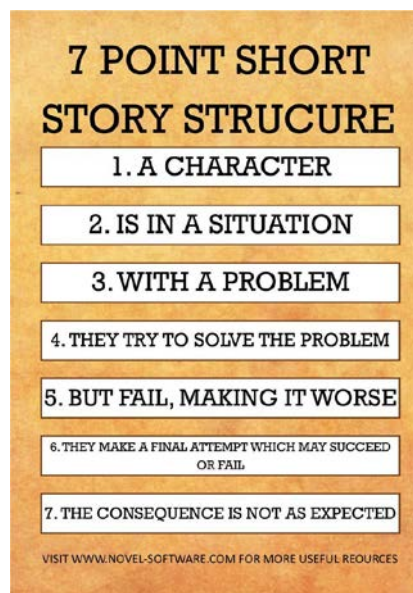 7 POINT SHORT
STORY STRUCURE
1. A CHARACTER
2. IS IN A SITUATION
3. WITH A PROBLEM
4. THEY TRY TO SOLVE THE PROBLEM
5. BUT FAIL, MAKING IT WORSE
6. THEY MAKE A FINAL ATTEMPT WHICH MAY SUCCEED
OR FAIL
7. THE CONSEQUENCE IS NOT AS EXPECTED
VISIT WWW.NOVEL-SOFTWARE.COM FOR MORE USEFUL REOURCES